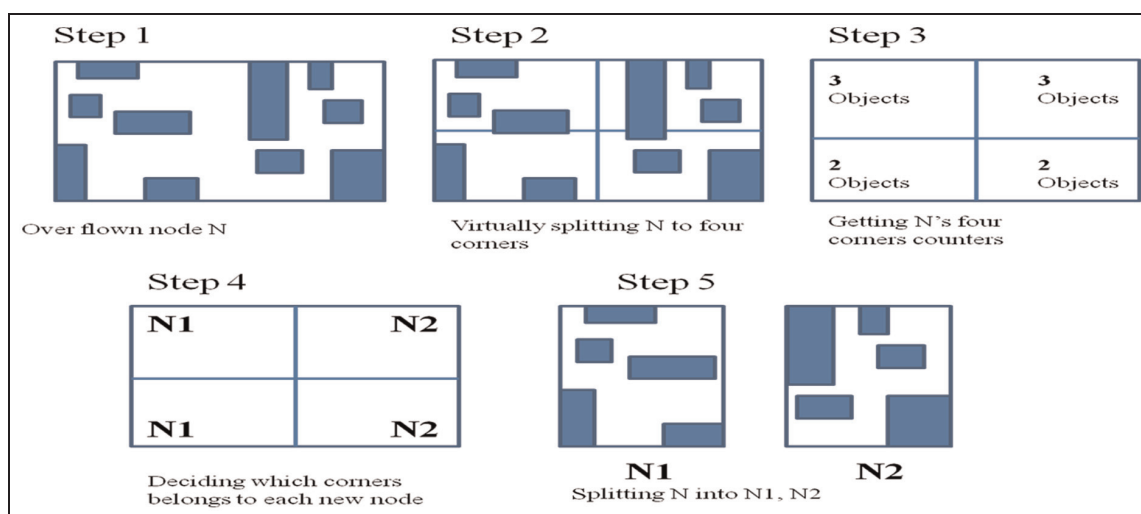 Step 1
Step 2
Step 3
3
Objects
3
Objects
2
Objects
2
Objects
Over flown node N
Virtually splitting N to four
corners
Getting N's four
corners counters
Step 4
Step 5
N1
N2
N1
N2
N1
N2
Deciding which corners
belongs to each new node
Splitting N into N1, N2